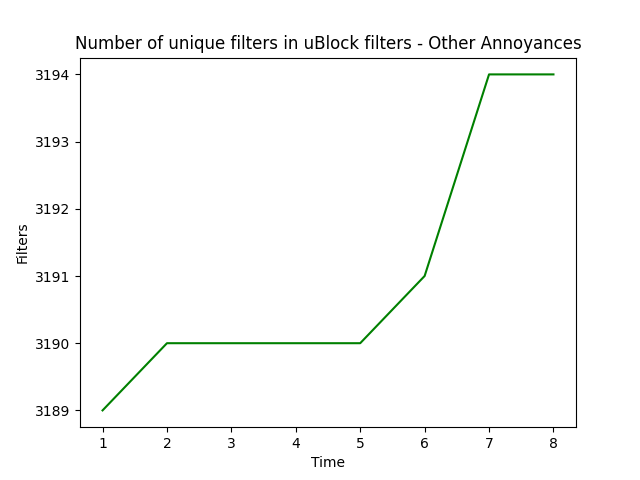 Number of unique filters in uBlock filters - Other Annoyances
3194
3193
3192
3191
3190
3189
Filters
1 2 3 4 5 6 7 8
Time